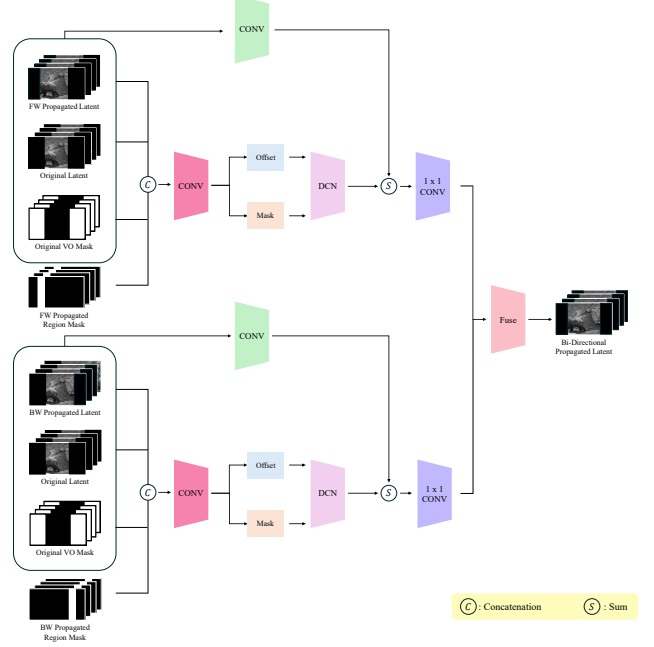 CONV
FW Propagated Latent
Original Latent
Original VO Mask
FW Propagated
Region Mask
C
CONV
Offset
Mask
DCN
S
1 x 1
CONV
CONV
BW Propagated Latent
Original Latent
Original VO Mask
BW Propagated
Region Mask
C
CONV
Offset
Mask
DCN
S
1 x 1
CONV
Fuse
Bi-Directional
Propagated Latent
C : Concatenation
S : Sum